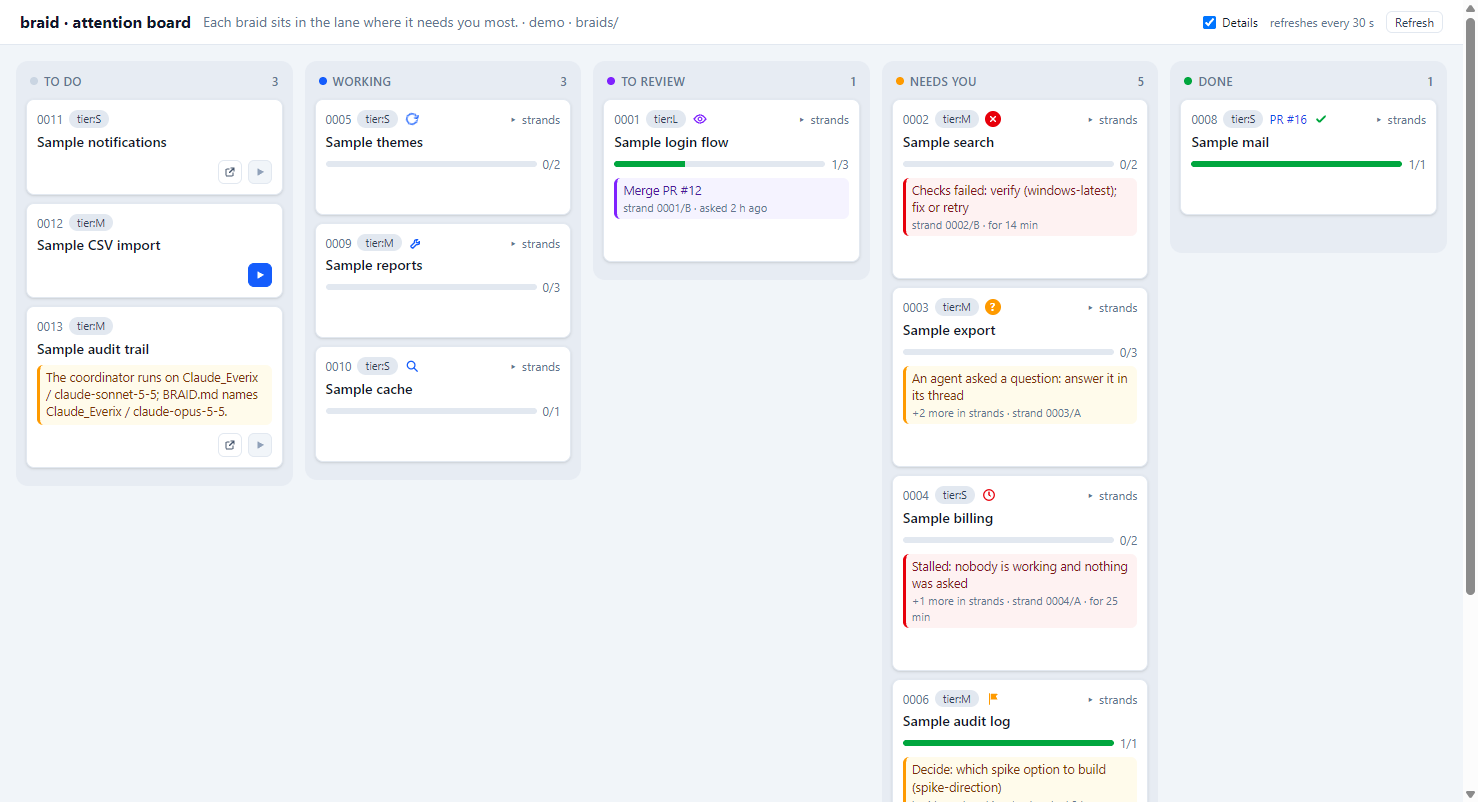 braid · attention board
Each braid sits in the lane where it needs you most. · demo · braids/
Details
refreshes every 30 s
Refresh
TO DO 3
0011 tier:S
Sample notifications
0012 tier:M
Sample CSV import
0013 tier:M
Sample audit trail
The coordinator runs on Claude_Everix
/ claude-sonnet-5-5; BRAID.md names
Claude_Everix / claude-opus-5-5.
WORKING 3
0005 tier:S strands
Sample themes
0/2
0009 tier:M strands
Sample reports
0/3
0010 tier:S strands
Sample cache
0/1
TO REVIEW 1
0001 tier:L strands
Sample login flow
1/3
Merge PR #12
strand 0001/B · asked 2 h ago
NEEDS YOU 5
0002 tier:M strands
Sample search
0/2
Checks failed: verify (windows-latest);
fix or retry
strand 0002/B · for 14 min
0003 tier:M strands
Sample export
0/3
An agent asked a question: answer it in
its thread
+2 more in strands · strand 0003/A
0004 tier:S strands
Sample billing
0/2
Stalled: nobody is working and nothing
was asked
+1 more in strands · strand 0004/A · for 25
min
0006 tier:M strands
Sample audit log
1/1
Decide: which spike option to build
(spike-direction)
DONE 1
0008 tier:S PR #16 strands
Sample mail
1/1